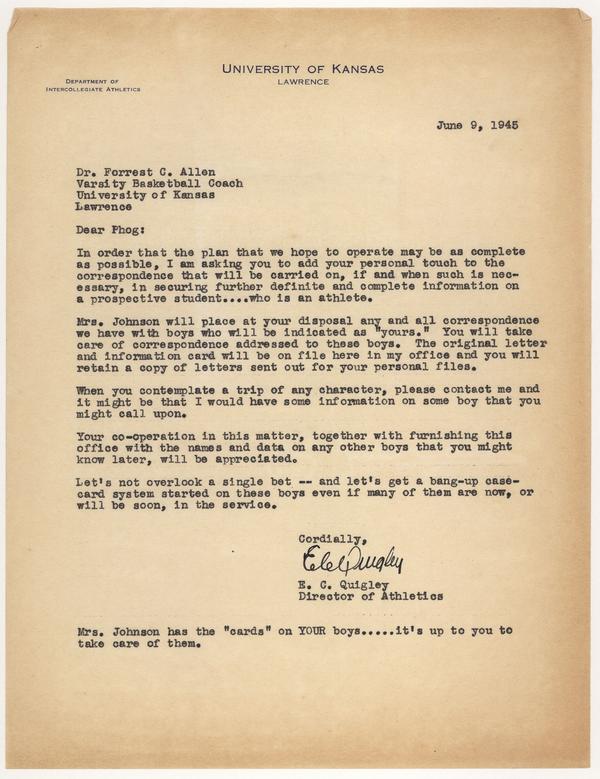 UNIVERSITY OF KANSAS
LAWRENCE
DEPARTMENT OF
INTERCOLLEGIATE ATHLETICS
June 9, 1945
Dr. Forrest C. Allen
Varsity Basketball Coach
University of Kansas
Lawrence
Dear Phog:
In order that the plan that we hope to operate may be as complete
as possible, I am asking you to add your personal touch to the
correspondence that will be carried on, if and when such is nec-
essary, in securing further definite and complete information on
a prospective student....who is an athlete.
Mrs. Johnson will place at your disposal any and all correspondence
we have with boys who will be indicated as "yours." You will take
care of correspondence addressed to these boys. The original letter
and information card will be on file here in my office and you will
retain a copy of letters sent out for your personal files.
When you contemplate a trip of any character, please contact me and
it might be that I would have some information on some boy that you
might call upon.
Your co-operation in this matter, together with furnishing this
office with the names and data on any other boys that you might
know later, will be appreciated.
Let's not overlook a single bet -- and let's get a bang-up case-
card system started on these boys even if many of them are now, or
will be soon, in the service.
Cordially,
E. C. Quigley
E. C. Quigley
Director of Athletics
Mrs. Johnson has the "cards" on YOUR boys.....it's up to you to
take care of them.